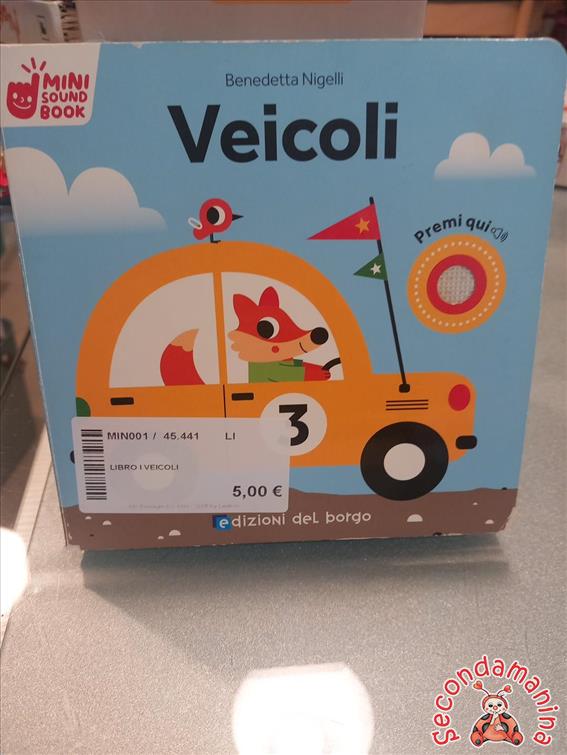 MINI
SOUND
BOOK
Benedetta Nigelli
Veicoli
Premi qui
3
MIN001 / 45.441 LI
LIBRO I VEICOLI
5,00 €
edizioni del borgo
Secondamanina